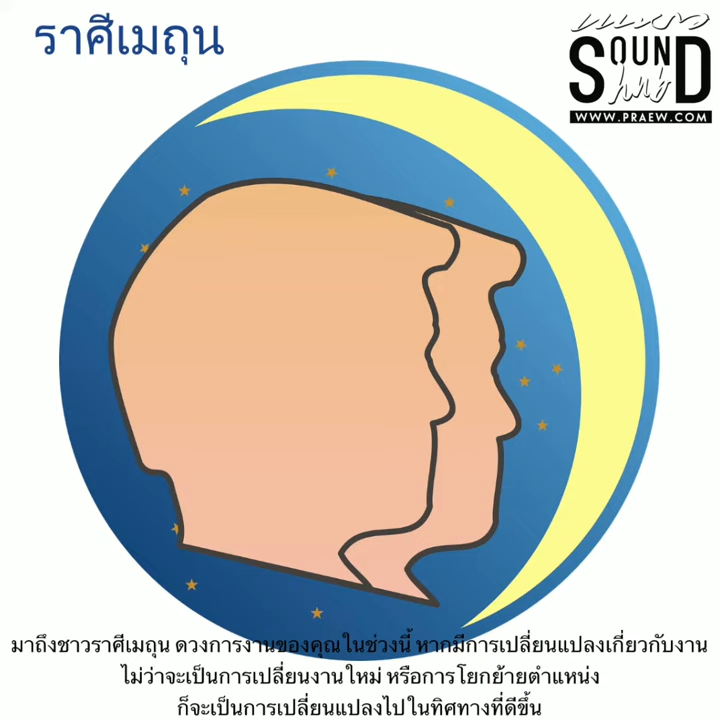 ราศีเมถุน
แพรว
SOUND
hub
WWW.PRAEW.COM
มาถึงชาวราศีเมถุน ดวงการงานของคุณในช่วงนี้ หากมีการเปลี่ยนแปลงเกี่ยวกับงาน
ไม่ว่าจะเป็นการเปลี่ยนงานใหม่ หรือการโยกย้ายตำแหน่ง
ก็จะเป็นการเปลี่ยนแปลงไปในทิศทางที่ดีขึ้น